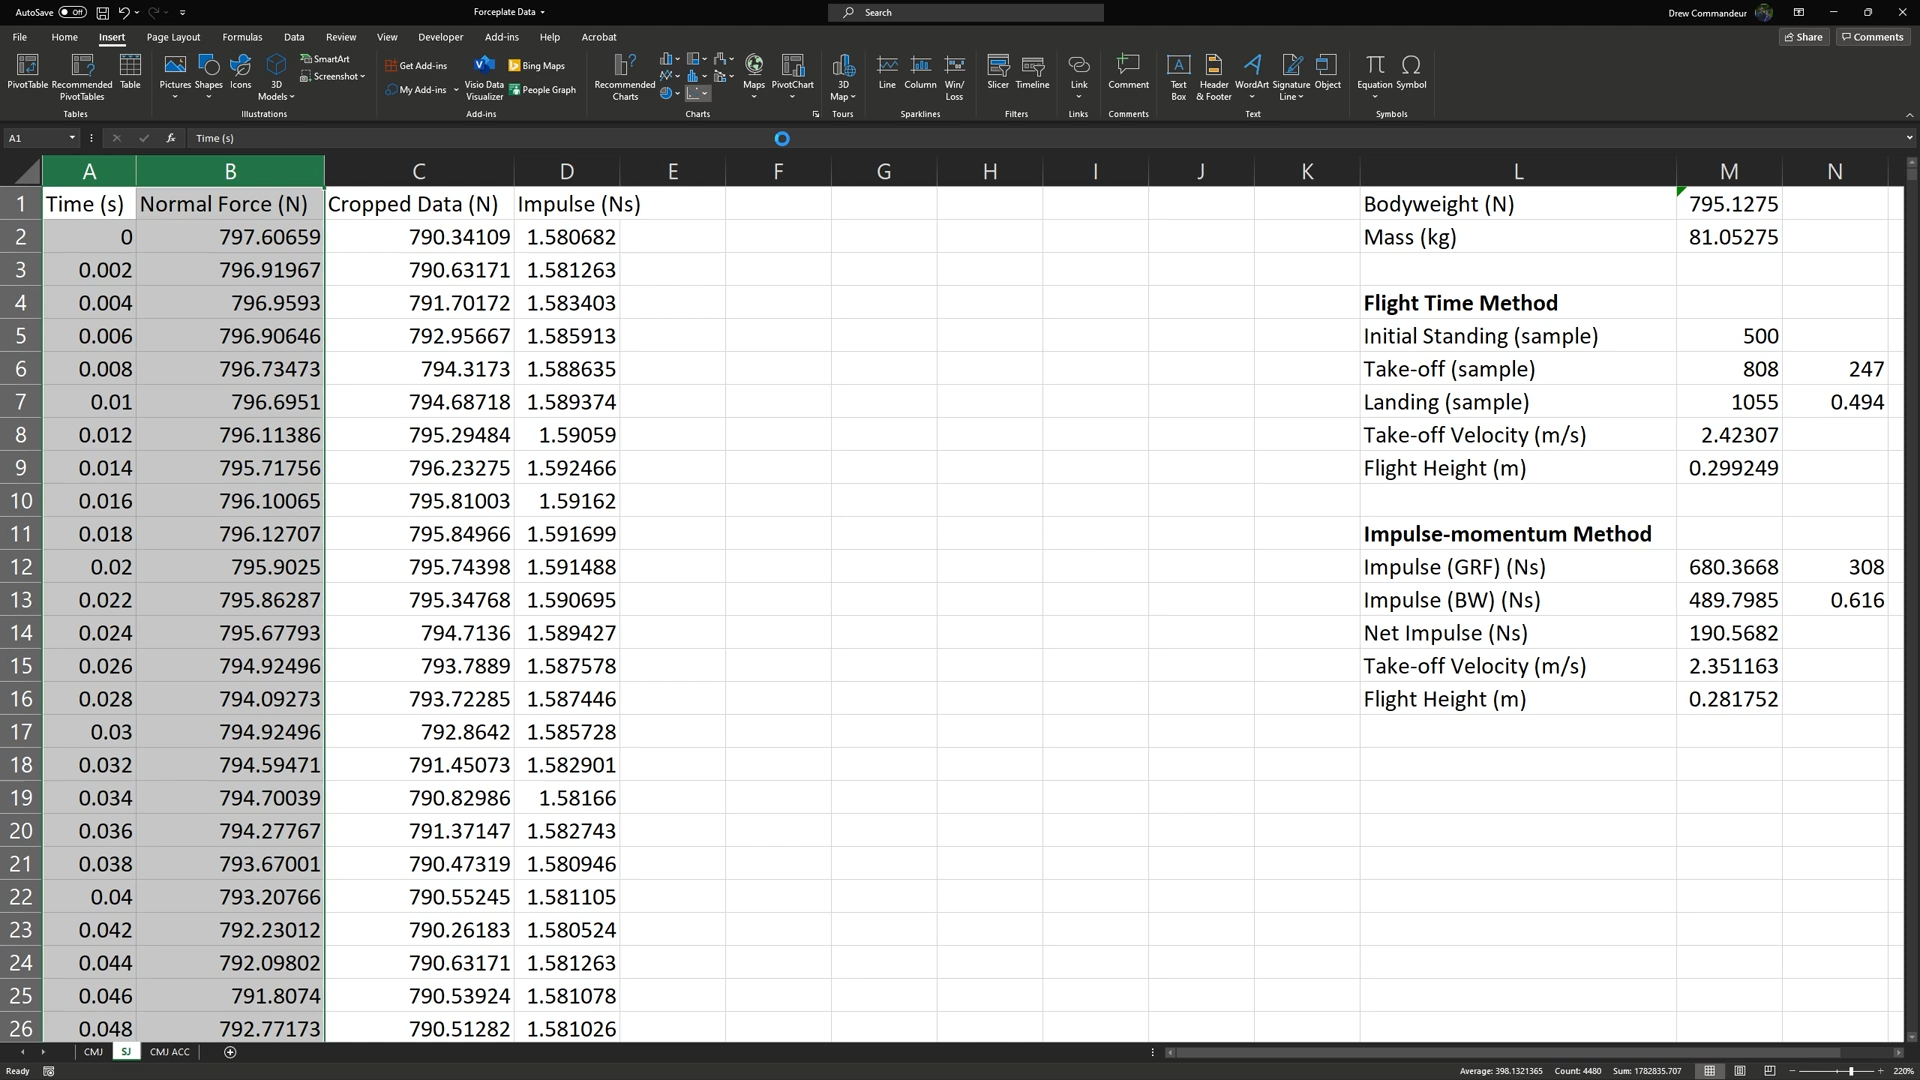 AutoSave Off
Forceplate Data
Search
Drew Commandeur
File Home Insert Page Layout Formulas Data Review View Developer Add-ins Help Acrobat
Share Comments
PivotTable
Recommended PivotTables
Table
Tables
Pictures
Shapes
Icons
3D Models
SmartArt
Screenshot
Illustrations
Get Add-ins
My Add-ins
Visio Data Visualizer
Bing Maps
People Graph
Add-ins
Recommended Charts
Maps
PivotChart
Charts
3D Map
Tours
Line
Column
Win/Loss
Sparklines
Slicer
Timeline
Filters
Link
Links
Comment
Comments
Text Box
Header & Footer
WordArt
Signature Line
Object
Text
Equation
Symbol
Symbols
A1 fx Time (s)
A B C D E F G H I J K L M N
1 Time (s) Normal Force (N) Cropped Data (N) Impulse (Ns) Bodyweight (N) 795.1275
2 0 797.60659 790.34109 1.580682 Mass (kg) 81.05275
3 0.002 796.91967 790.63171 1.581263
4 0.004 796.9593 791.70172 1.583403 Flight Time Method
5 0.006 796.90646 792.95667 1.585913 Initial Standing (sample) 500
6 0.008 796.73473 794.3173 1.588635 Take-off (sample) 808 247
7 0.01 796.6951 794.68718 1.589374 Landing (sample) 1055 0.494
8 0.012 796.11386 795.29484 1.59059 Take-off Velocity (m/s) 2.42307
9 0.014 795.71756 796.23275 1.592466 Flight Height (m) 0.299249
10 0.016 796.10065 795.81003 1.59162
11 0.018 796.12707 795.84966 1.591699 Impulse-momentum Method
12 0.02 795.9025 795.74398 1.591488 Impulse (GRF) (Ns) 680.3668 308
13 0.022 795.86287 795.34768 1.590695 Impulse (BW) (Ns) 489.7985 0.616
14 0.024 795.67793 794.7136 1.589427 Net Impulse (Ns) 190.5682
15 0.026 794.92496 793.7889 1.587578 Take-off Velocity (m/s) 2.351163
16 0.028 794.09273 793.72285 1.587446 Flight Height (m) 0.281752
17 0.03 794.92496 792.8642 1.585728
18 0.032 794.59471 791.45073 1.582901
19 0.034 794.70039 790.82986 1.58166
20 0.036 794.27767 791.37147 1.582743
21 0.038 793.67001 790.47319 1.580946
22 0.04 793.20766 790.55245 1.581105
23 0.042 792.23012 790.26183 1.580524
24 0.044 792.09802 790.63171 1.581263
25 0.046 791.8074 790.53924 1.581078
26 0.048 792.77173 790.51282 1.581026
CMJ SJ CMJ ACC
Ready
Average: 398.1321365 Count: 4480 Sum: 1782835.707 220%